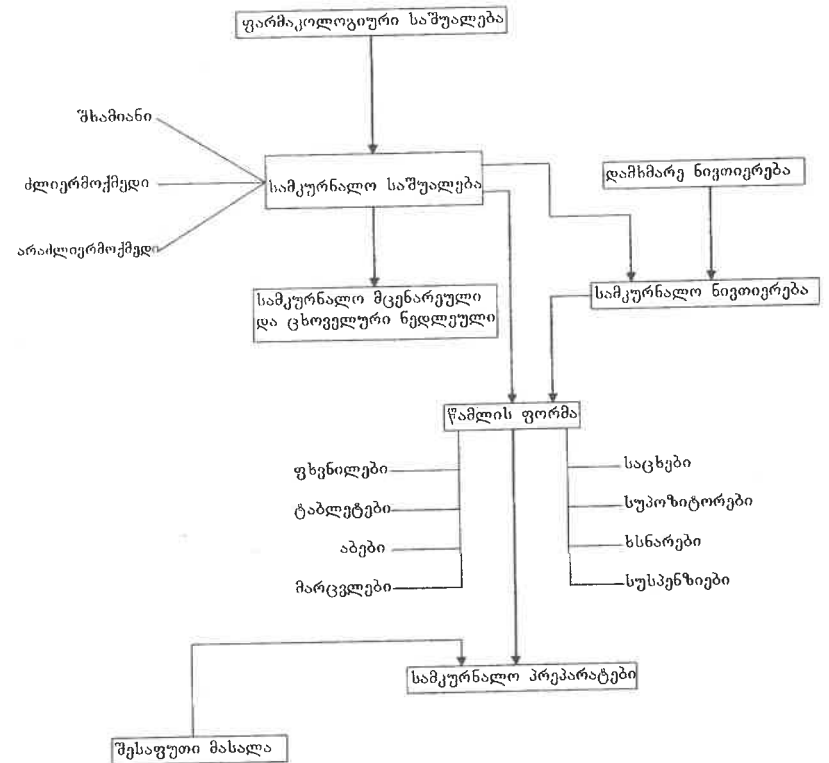 ფარმაკოლოგიური საშუალება
შხამიანი
ძლიერმოქმედი
არაძლიერმოქმედი
სამკურნალო საშუალება
დამხმარე ნივთიერება
სამკურნალო მცენარეული
და ცხოველური ნედლეული
სამკურნალო ნივთიერება
წამლის ფორმა
ფხვნილები
ტაბლეტები
აბები
მარცვლები
საცხები
სუპოზიტორები
ხსნარები
სუსპენზიები
სამკურნალო პრეპარატები
შესაფუთი მასალა